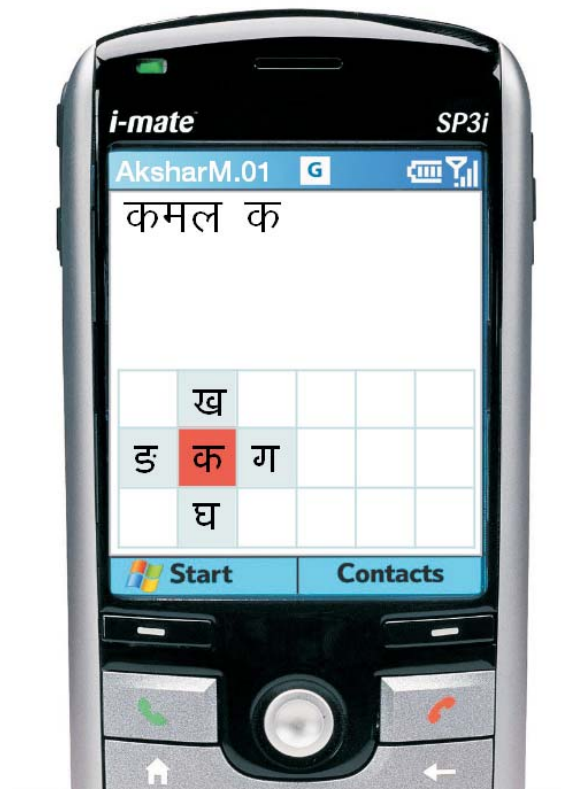 i-mate SP3i
AksharM.01 G
कमल क
ख
ङ क ग
घ
Start Contacts